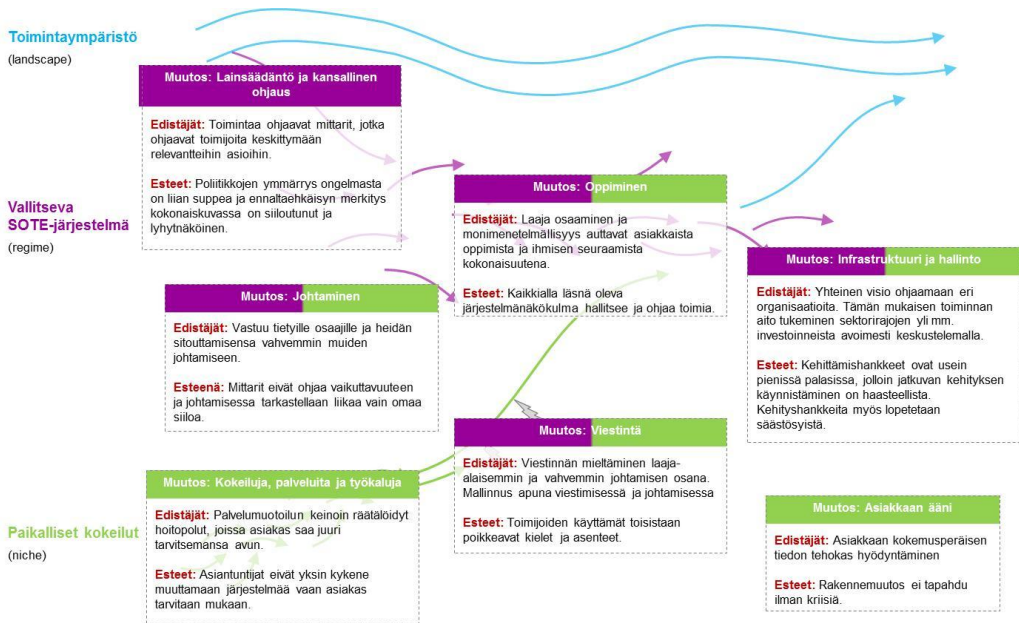 Toimintaympäristö
(landscape)
Muutos: Lainsäädäntö ja kansallinen
ohjaus
Edistäjät: Toimintaa ohjaavat mittarit, jotka
ohjaavat toimijoita keskittymään
relevantteihin asioihin.
Esteet: Poliitikkojen ymmärrys ongelmasta
on liian suppea ja ennaltaehkäisyn merkitys
kokonaiskuvassa on siiloutunut ja
lyhytnäköinen.
Vallitseva
SOTE-järjestelmä
(regime)
Muutos: Oppiminen
Edistäjät: Laaja osaaminen ja
monimenetelmällisyys auttavat asiakkaista
oppimista ja ihmisen seuraamista
kokonaisuutena.
Esteet: Kaikkialla läsnä oleva
järjestelmänäkökulma hallitsee ja ohjaa toimia.
Muutos: Infrastruktuuri ja hallinto
Edistäjät: Yhteinen visio ohjaamaan eri
organisaatioita. Tämän mukaisen toiminnan
aito tukeminen sektorirajojen yli mm.
investoinneista avoimesti keskustelemalla.
Esteet: Kehittämishankkeet ovat usein
pienissä palasissa, jolloin jatkuvan kehityksen
käynnistäminen on haasteellista.
Kehityshankkeita myös lopetetaan
säästösyistä.
Muutos: Johtaminen
Edistäjät: Vastuu tietyille osaajille ja heidän
sitouttamisensa vahvemmin muiden
johtamiseen.
Esteenä: Mittarit eivät ohjaa vaikuttavuuteen
ja johtamisessa tarkastellaan liikaa vain omaa
siiloa.
Muutos: Viestintä
Edistäjät: Viestinnän mieltäminen laaja-
alaisemmin ja vahvemmin johtamisen osana.
Mallinnus apuna viestimisessä ja johtamisessa
Esteet: Toimijoiden käyttämät toisistaan
poikkeavat kielet ja asenteet.
Paikalliset kokeilut
(niche)
Muutos: Kokeiluja, palveluita ja työkaluja
Edistäjät: Palvelumuotoilun keinoin räätälöidyt
hoitopolut, joissa asiakas saa juuri
tarvitsemansa avun.
Esteet: Asiantuntijat eivät yksin kykene
muuttamaan järjestelmää vaan asiakas
tarvitaan mukaan.
Muutos: Asiakkaan ääni
Edistäjät: Asiakkaan kokemusperäisen
tiedon tehokas hyödyntäminen
Esteet: Rakennemuutos ei tapahdu
ilman kriisiä.